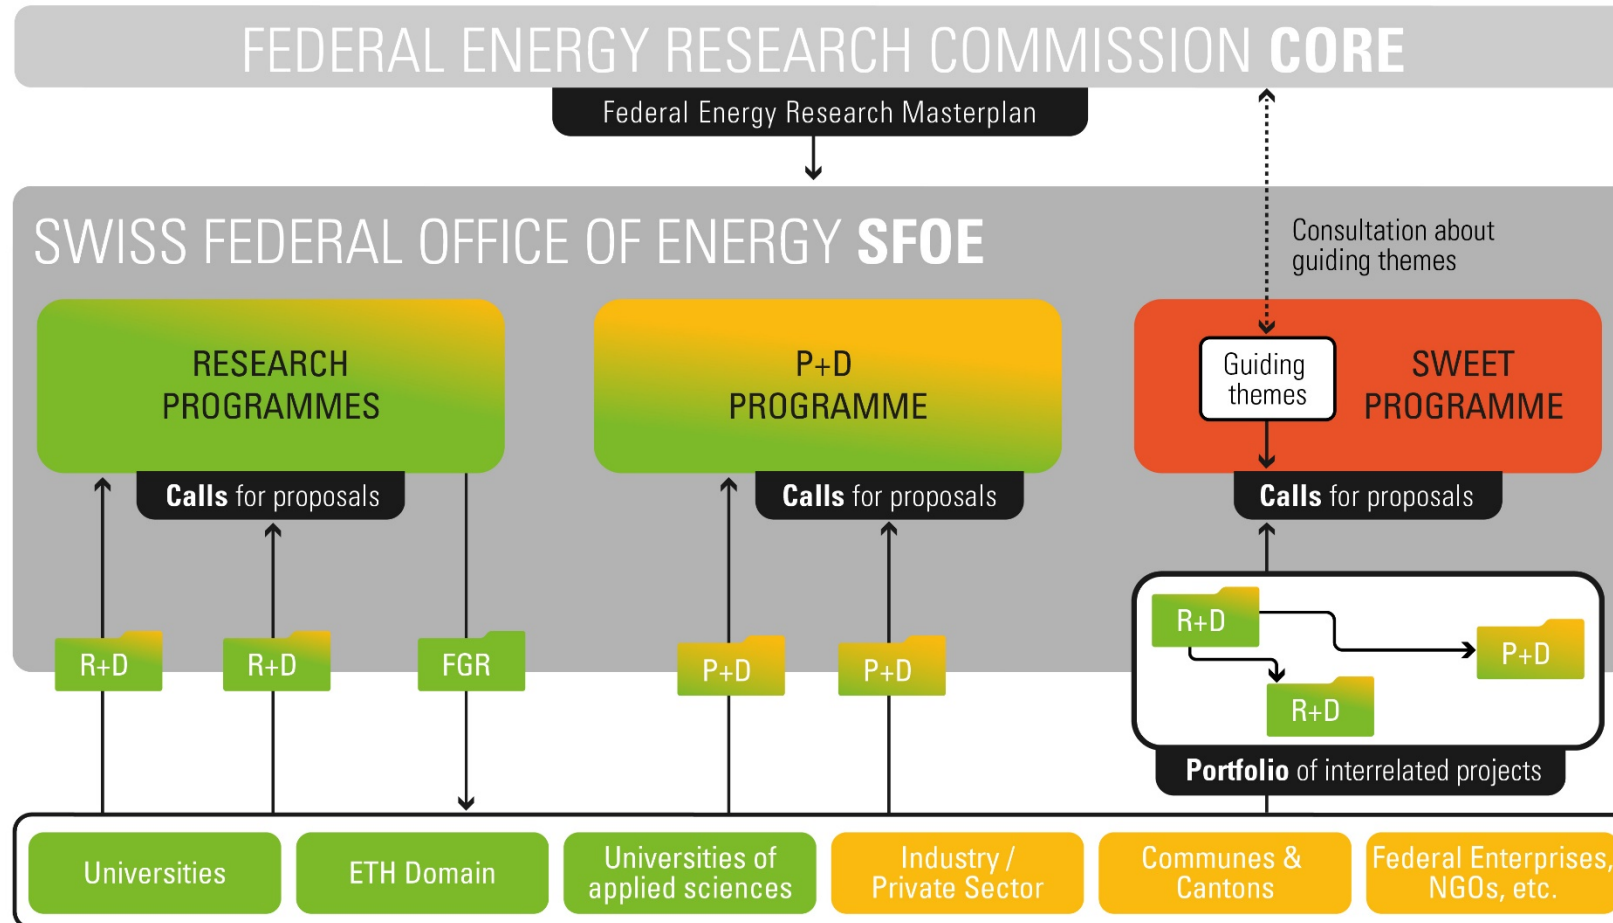 FEDERAL ENERGY RESEARCH COMMISSION CORE
Federal Energy Research Masterplan
SWISS FEDERAL OFFICE OF ENERGY SFOE
Consultation about
guiding themes
RESEARCH
PROGRAMMES
P+D
PROGRAMME
Guiding
themes
SWEET
PROGRAMME
Calls for proposals
Calls for proposals
Calls for proposals
R+D
R+D
FGR
P+D
P+D
R+D
P+D
R+D
Portfolio of interrelated projects
Universities
ETH Domain
Universities of
applied sciences
Industry /
Private Sector
Communes &
Cantons
Federal Enterprises,
NGOs, etc.